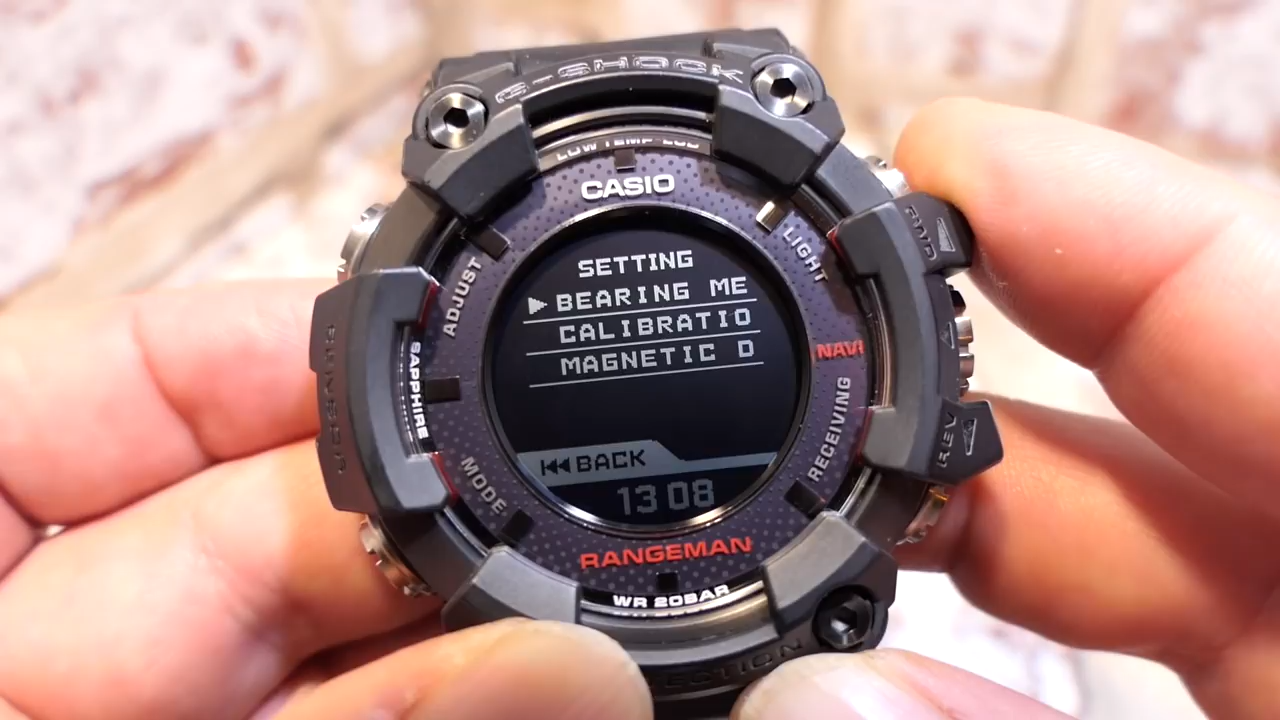 G-SHOCK
LOW TEMP LCD
CASIO
LIGHT
ADJUST
FWD
SETTING
BEARING ME
CALIBRATIO
MAGNETIC D
NAVI
SAPPHIRE
RECEIVING
REV
BACK
MODE
13 08
RANGEMAN
WR 20BAR